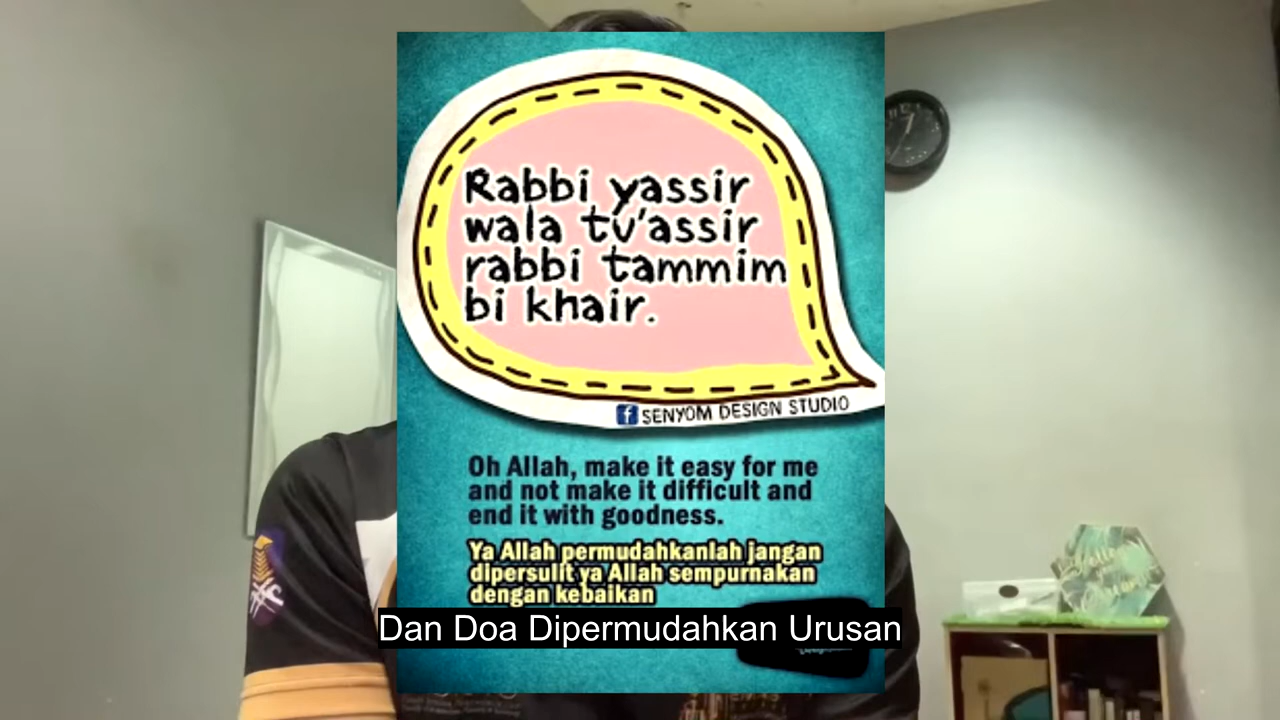 Rabbi yassir
wala tu'assir
rabbi tammim
bi khair.
SENYOM DESIGN STUDIO
Oh Allah, make it easy for me
and not make it difficult and
end it with goodness.
Ya Allah permudahkanlah jangan
dipersulit ya Allah sempurnakan
dengan kebaikan
Dan Doa Dipermudahkan Urusan